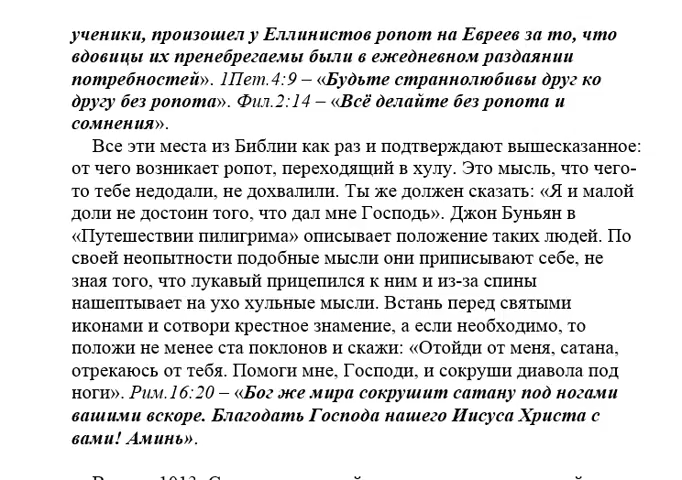 ученики, произошел у Еллинистов ропот на Евреев за то, что
вдовицы их пренебрегаемы были в ежедневном раздаянии
потребностей». 1Пет.4:9 – «Будьте страннолюбивы друг ко
другу без ропота». Фил.2:14 – «Всё делайте без ропота и
сомнения».
Все эти места из Библии как раз и подтверждают вышесказанное:
от чего возникает ропот, переходящий в хулу. Это мысль, что чего-
то тебе недодали, не дохвалили. Ты же должен сказать: «Я и малой
доли не достоин того, что дал мне Господь». Джон Буньян в
«Путешествии пилигрима» описывает положение таких людей. По
своей неопытности подобные мысли они приписывают себе, не
зная того, что лукавый прицепился к ним и из-за спины
нашептывает на ухо хульные мысли. Встань перед святыми
иконами и сотвори крестное знамение, а если необходимо, то
положи не менее ста поклонов и скажи: «Отойди от меня, сатана,
отрекаюсь от тебя. Помоги мне, Господи, и сокруши диавола под
ноги». Рим.16:20 – «Бог же мира сокрушит сатану под ногами
вашими вскоре. Благодать Господа нашего Иисуса Христа с
вами! Аминь».